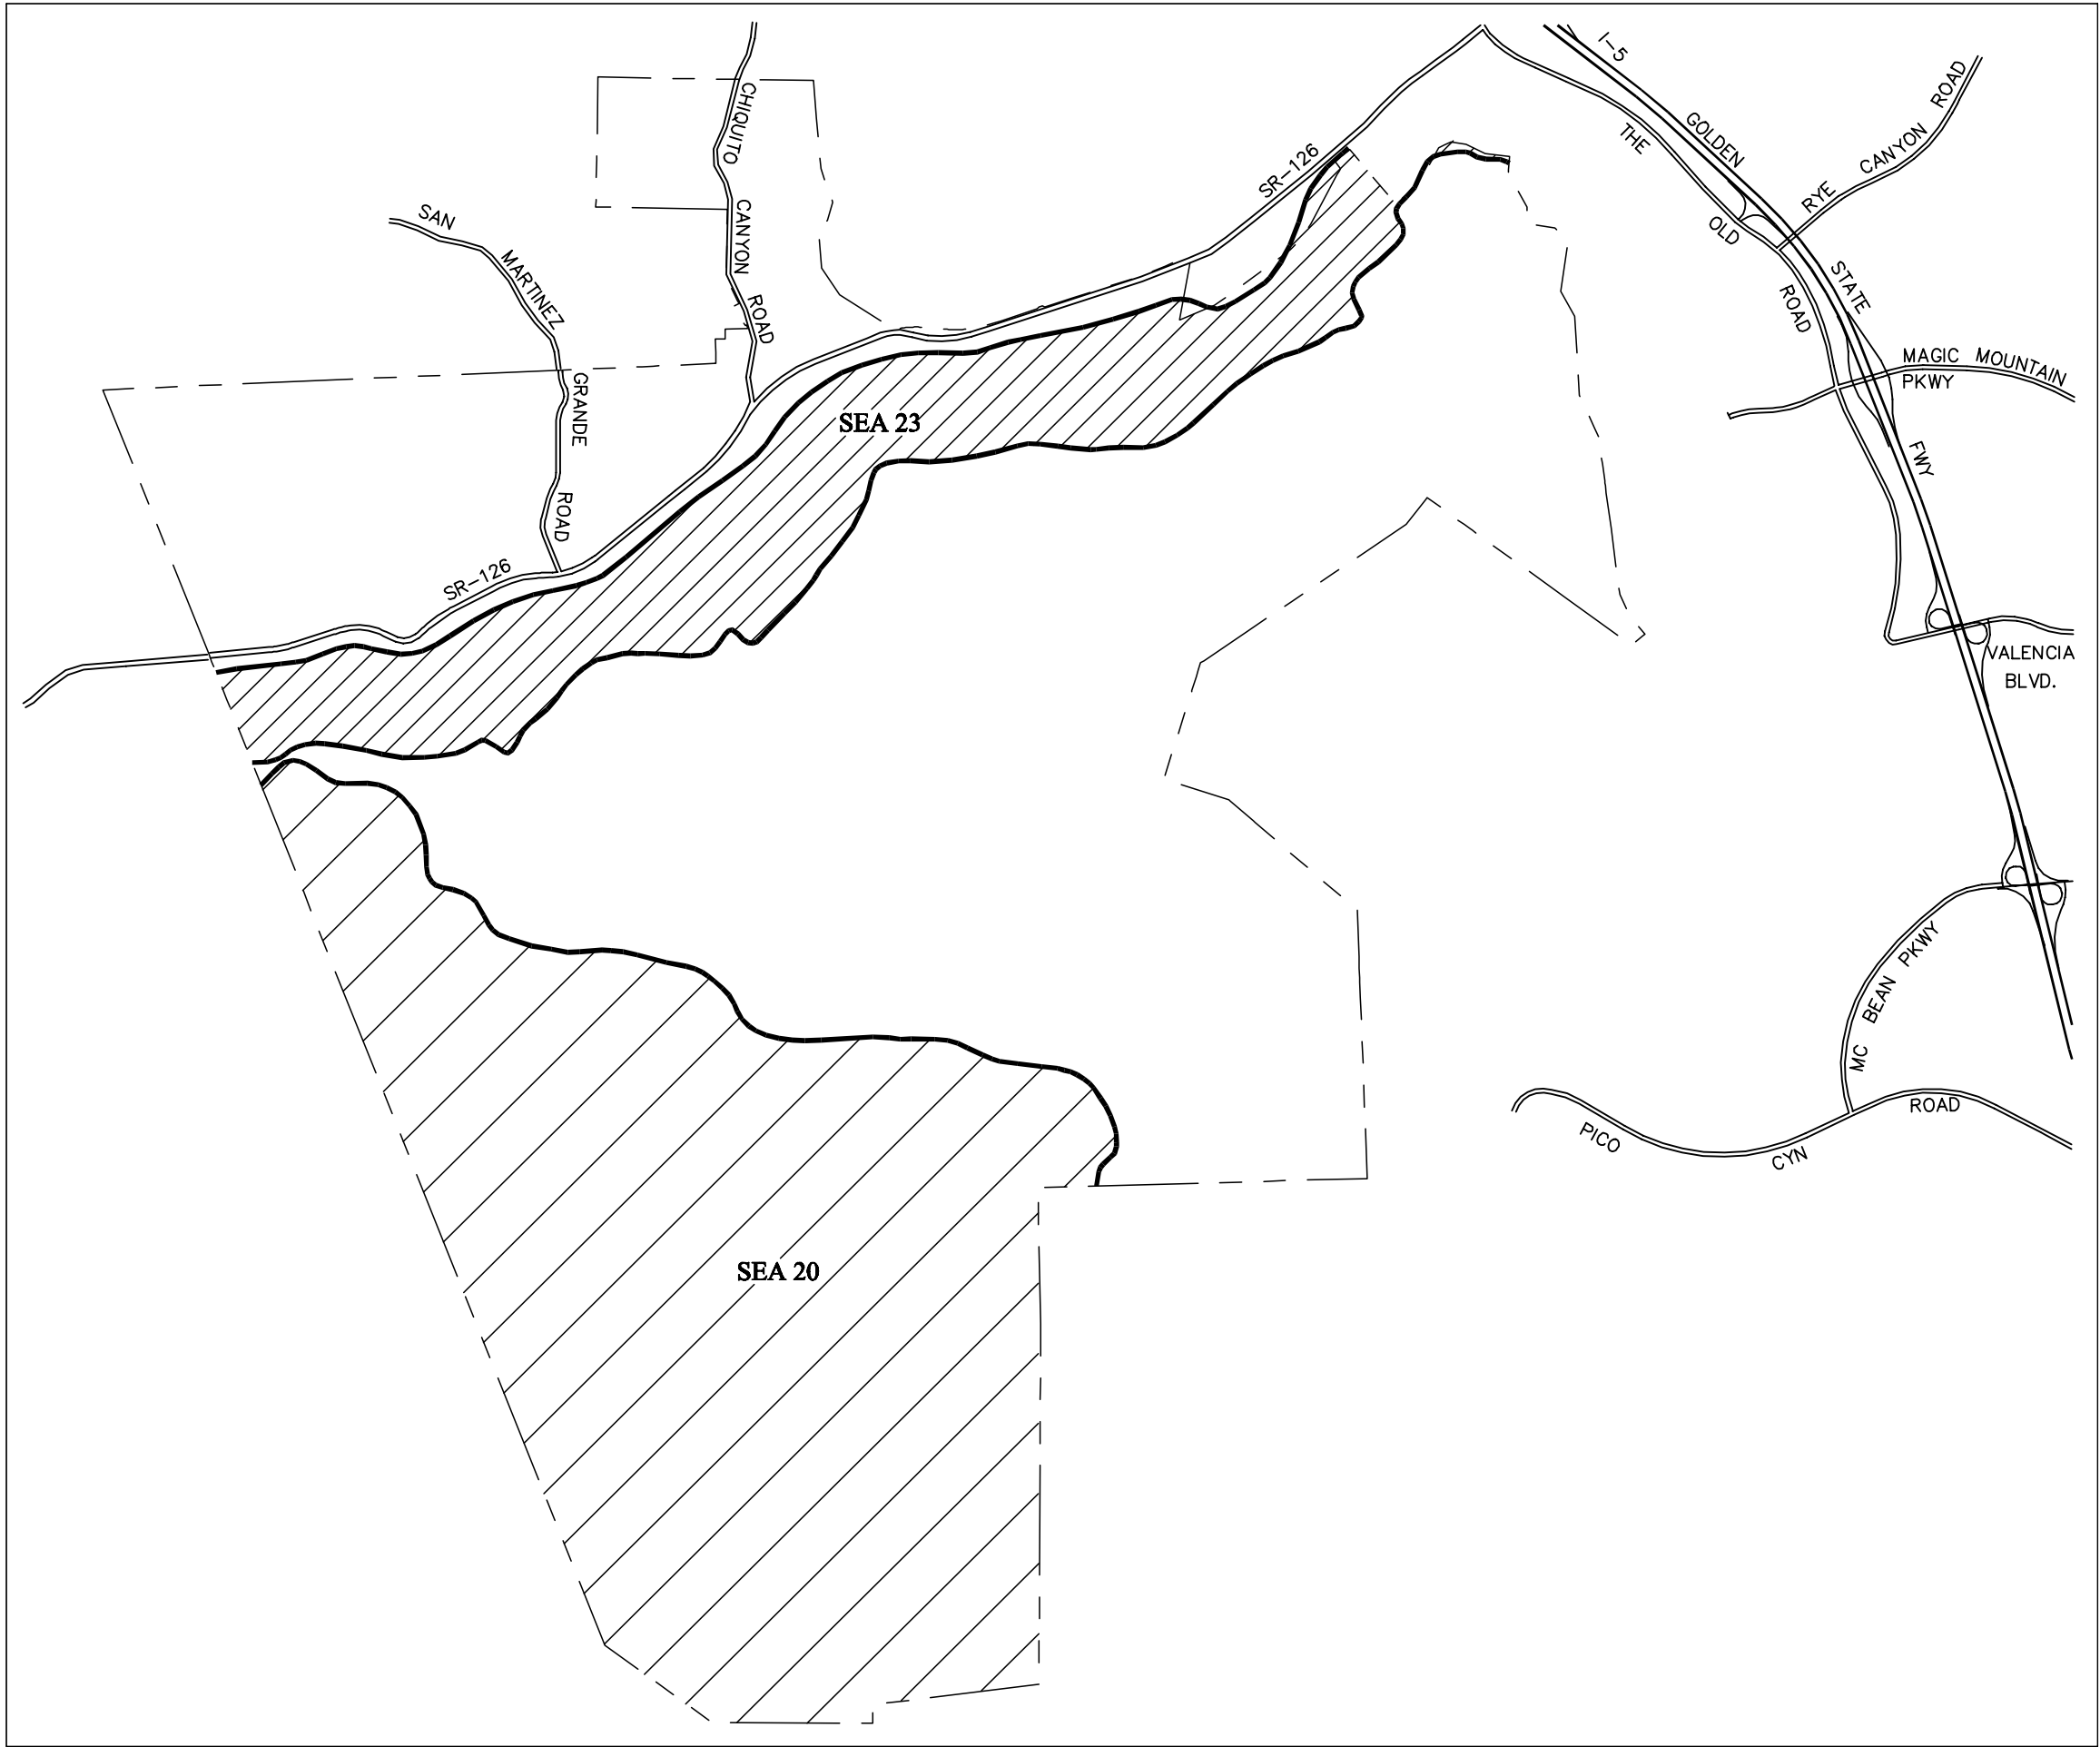 I-5
GOLDEN
STATE
FWY
THE
OLD
ROAD
RYE CANYON ROAD
CHIQUITO
CANYON
ROAD
SAN
MARTINEZ
GRANDE
ROAD
SR-126
SR-126
MAGIC MOUNTAIN
PKWY
SEA 23
VALENCIA
BLVD.
MC BEAN PKWY
PICO CYN ROAD
SEA 20